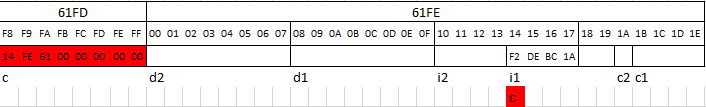 61FD 61FE
F8 F9 FA FB FC FD FE FF 00 01 02 03 04 05 06 07 08 09 0A 0B 0C 0D 0E 0F 10 11 12 13 14 15 16 17 18 19 1A 1B 1C 1D 1E
14 FE 61 00 00 00 00 00 F2 DE BC 1A
c d2 d1 i2 i1 c2 c1
c